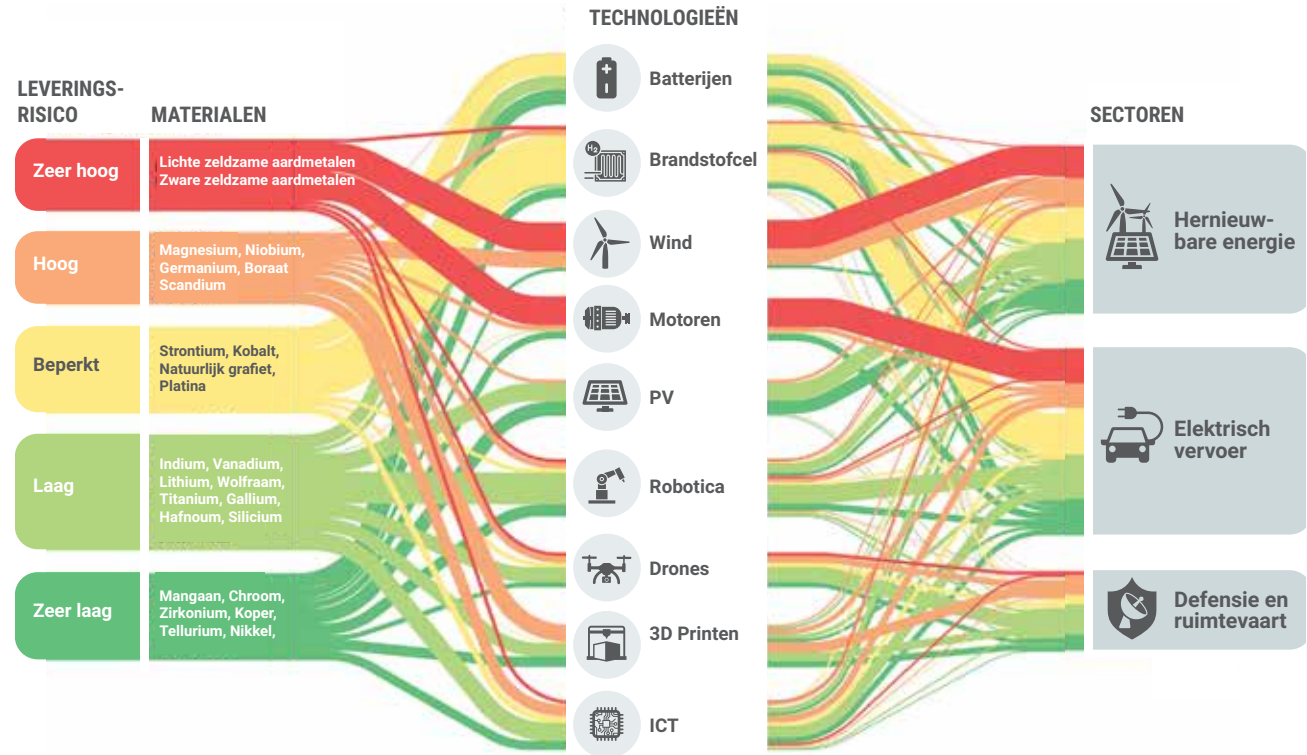 TECHNOLOGIEËN
LEVERINGS-
RISICO
MATERIALEN
SECTOREN
Zeer hoog
Lichte zeldzame aardmetalen
Zware zeldzame aardmetalen
Hoog
Magnesium, Niobium,
Germanium, Boraat
Scandium
Beperkt
Strontium, Kobalt,
Natuurlijk grafiet,
Platina
Laag
Indium, Vanadium,
Lithium, Wolfraam,
Titanium, Gallium,
Hafnoum, Silicium
Zeer laag
Mangaan, Chroom,
Zirkonium, Koper,
Tellurium, Nikkel,
Batterijen
H2
Brandstofcel
Wind
Motoren
PV
Robotica
Drones
3D Printen
ICT
Hernieuw-
bare energie
Elektrisch
vervoer
Defensie en
ruimtevaart